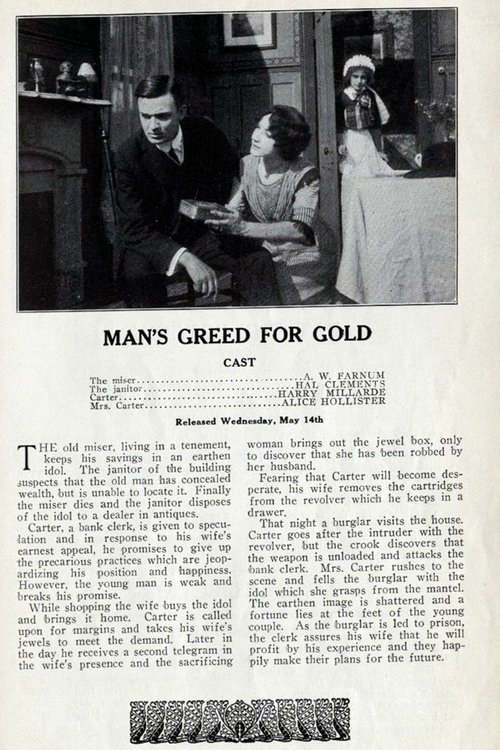 MAN'S GREED FOR GOLD
CAST
The miser..............................A. W. FARNUM
The janitor............................HAL CLEMENTS
Carter..............................HARRY MILLARDE
Mrs. Carter.........................ALICE HOLLISTER
Released Wednesday, May 14th
THE old miser, living in a tenement,
keeps his savings in an earthen
idol. The janitor of the building
suspects that the old man has concealed
wealth, but is unable to locate it. Finally
the miser dies and the janitor disposes
of the idol to a dealer in antiques.
Carter, a bank clerk, is given to specu-
lation and in response to his wife's
earnest appeal, he promises to give up
the precarious practices which are jeop-
ardizing his position and happiness.
However, the young man is weak and
breaks his promise.
While shopping the wife buys the idol
and brings it home. Carter is called
upon for margins and takes his wife's
jewels to meet the demand. Later in
the day he receives a second telegram in
the wife's presence and the sacrificing
woman brings out the jewel box, only
to discover that she has been robbed by
her husband.
Fearing that Carter will become des-
perate, his wife removes the cartridges
from the revolver which he keeps in a
drawer.
That night a burglar visits the house.
Carter goes after the intruder with the
revolver, but the crook discovers that
the weapon is unloaded and attacks the
bank clerk. Mrs. Carter rushes to the
scene and fells the burglar with the
idol which she grasps from the mantel.
The earthen image is shattered and a
fortune lies at the feet of the young
couple. As the burglar is led to prison,
the clerk assures his wife that he will
profit by his experience and they hap-
pily make their plans for the future.